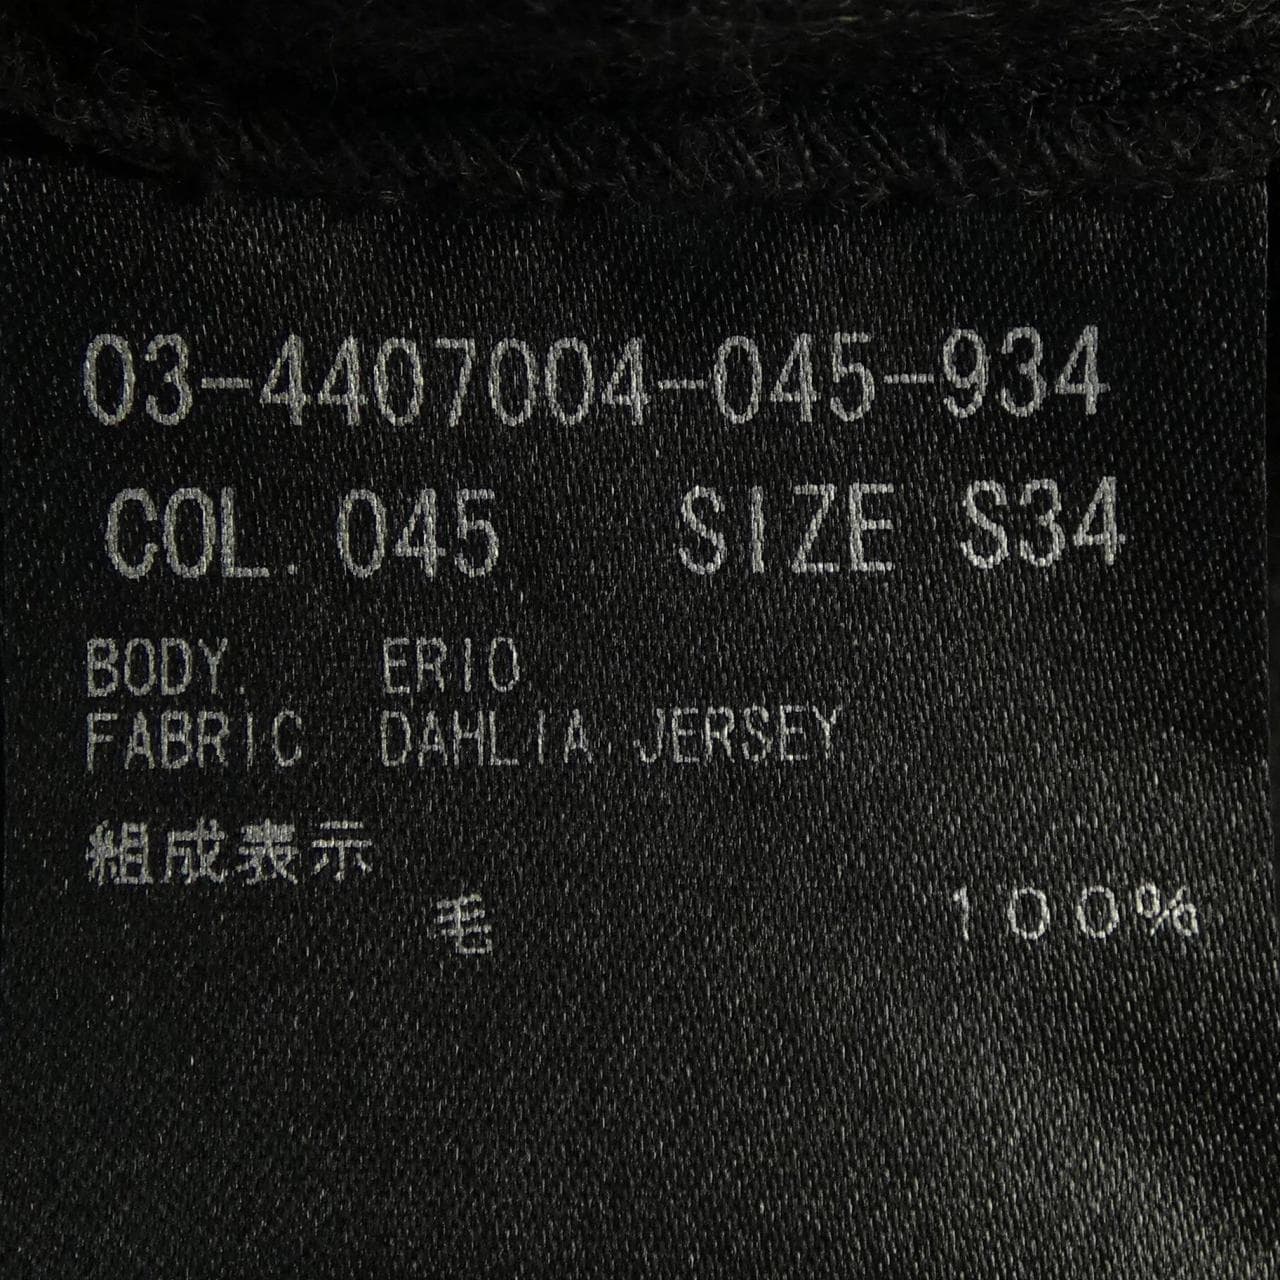 03-4407004-045-934
COL. 045 SIZE S34
BODY. ERIO
FABRIC DAHLIA JERSEY
組成表示
毛 100%